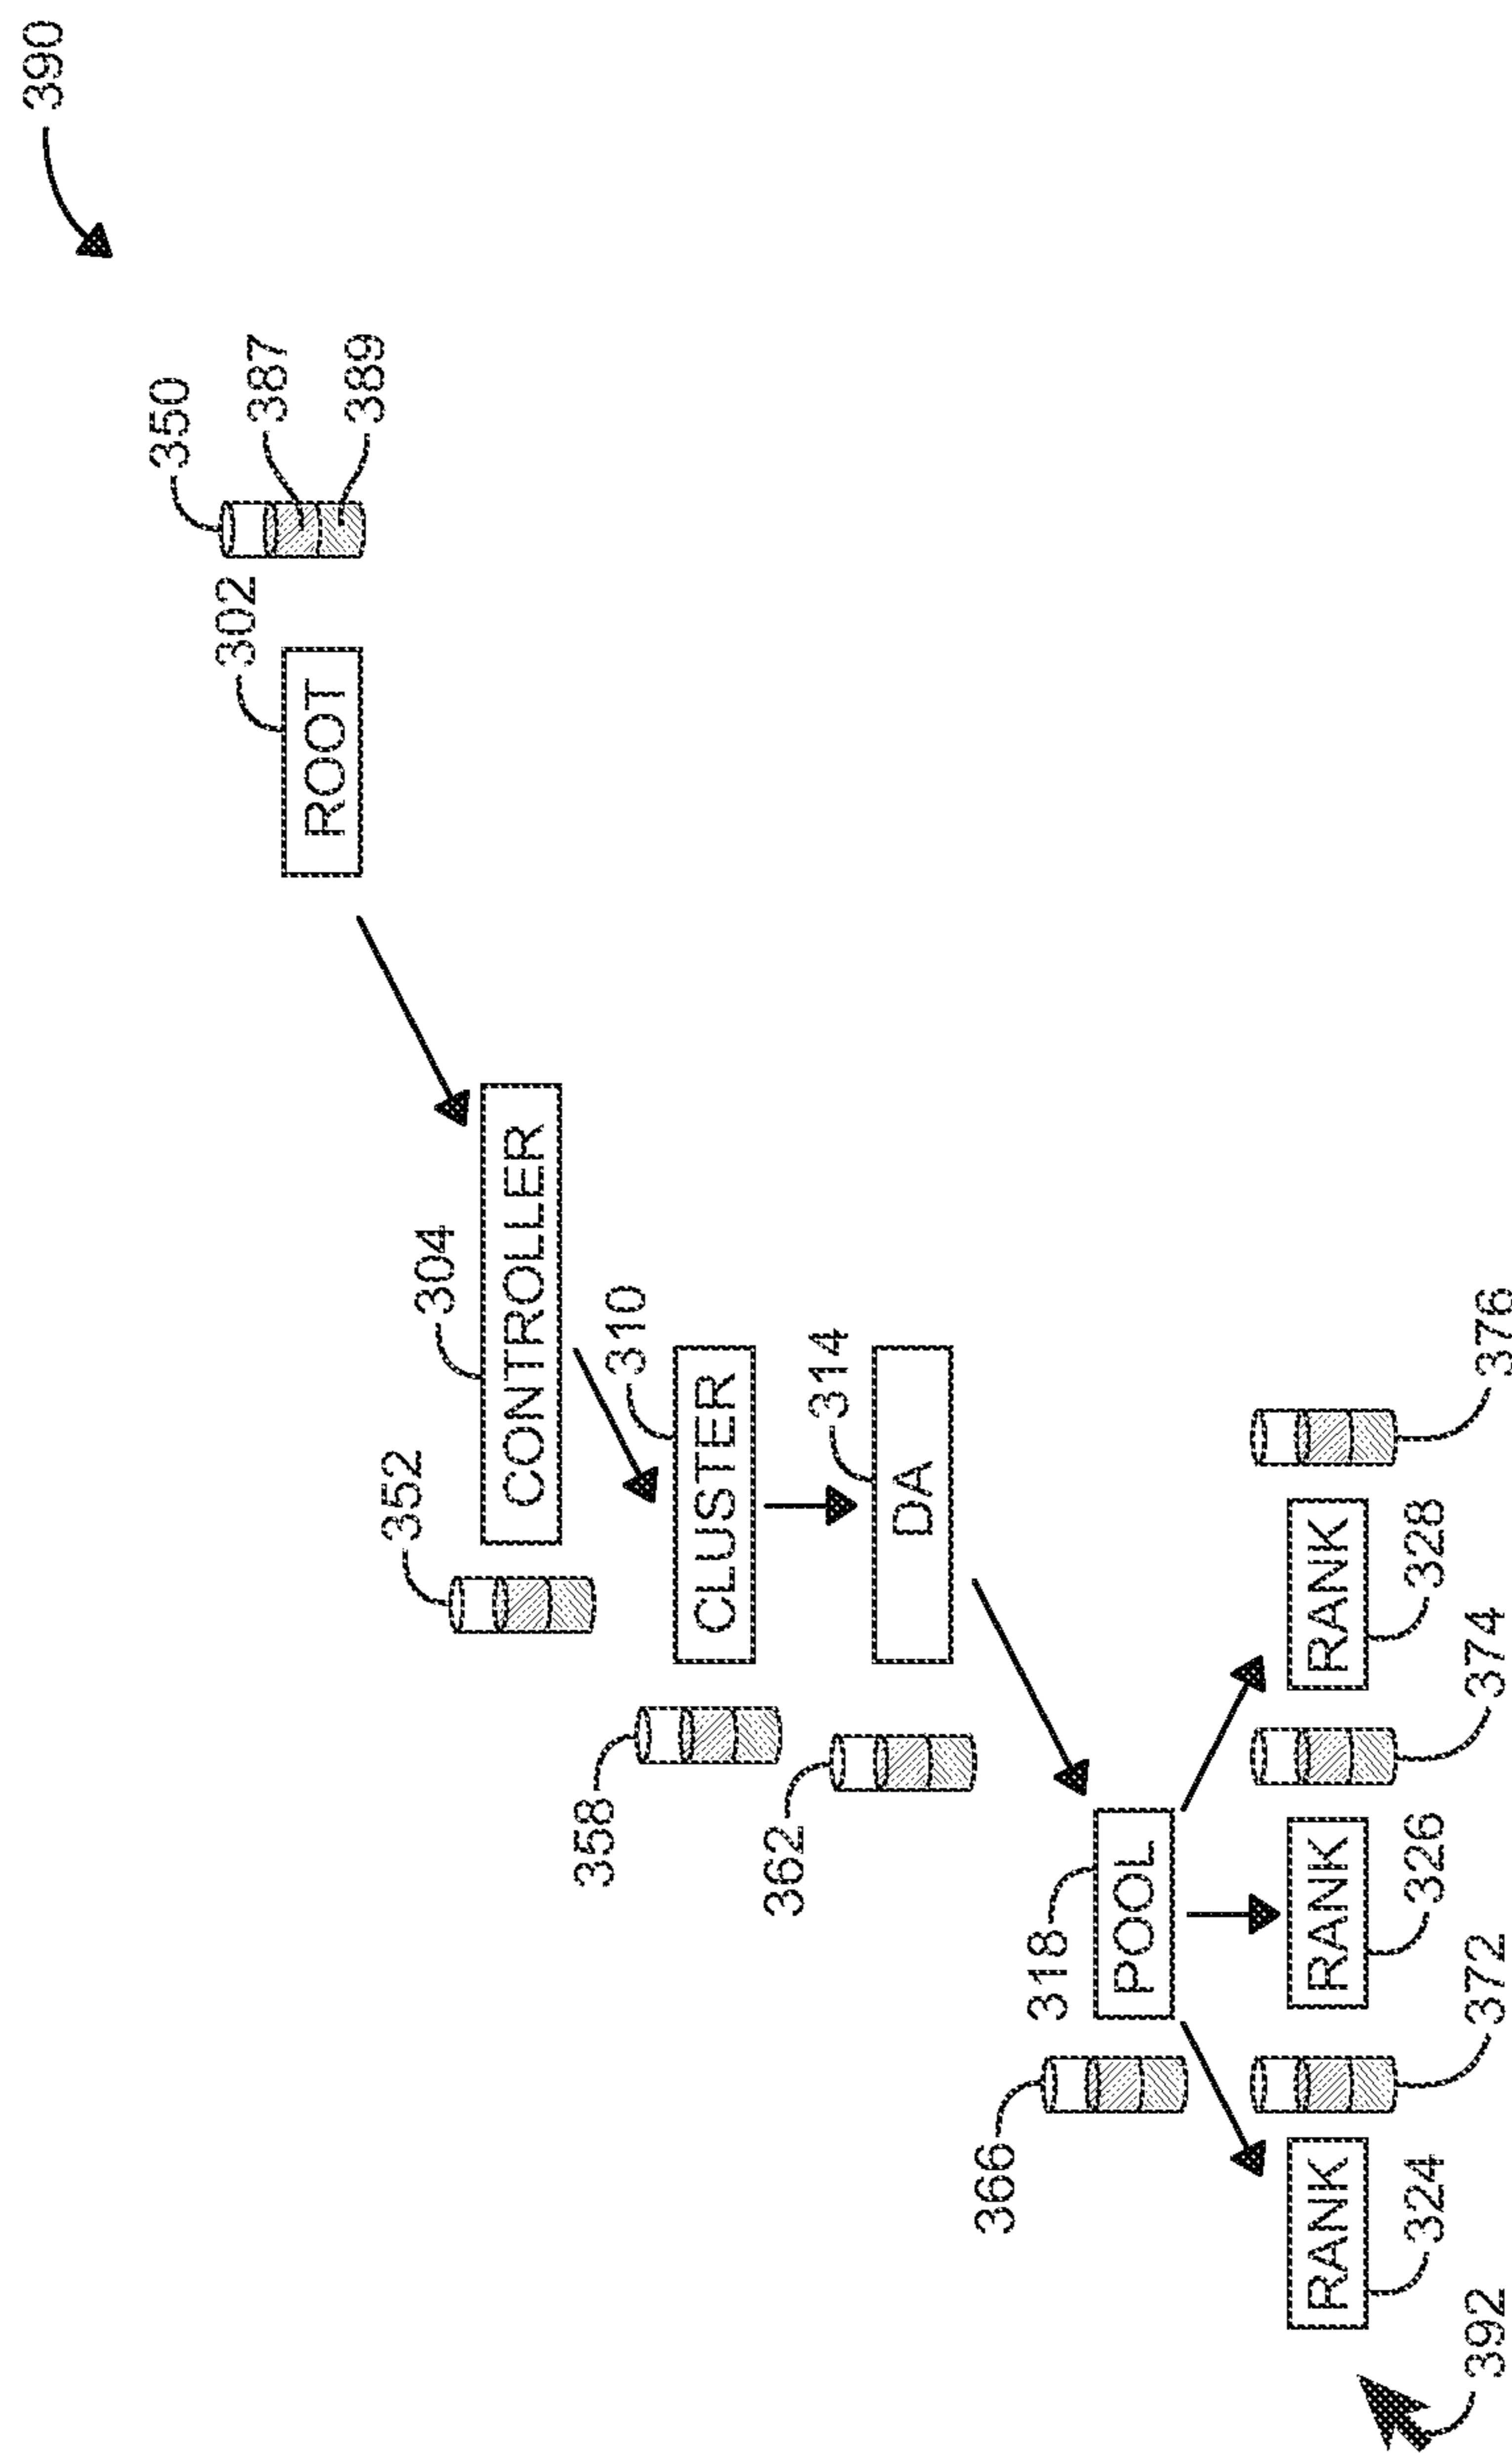 390
350
387
389
302
ROOT
304
CONTROLLER
352
310
CLUSTER
358
314
DA
362
318
POOL
366
376
RANK
328
374
RANK
326
372
RANK
324
392